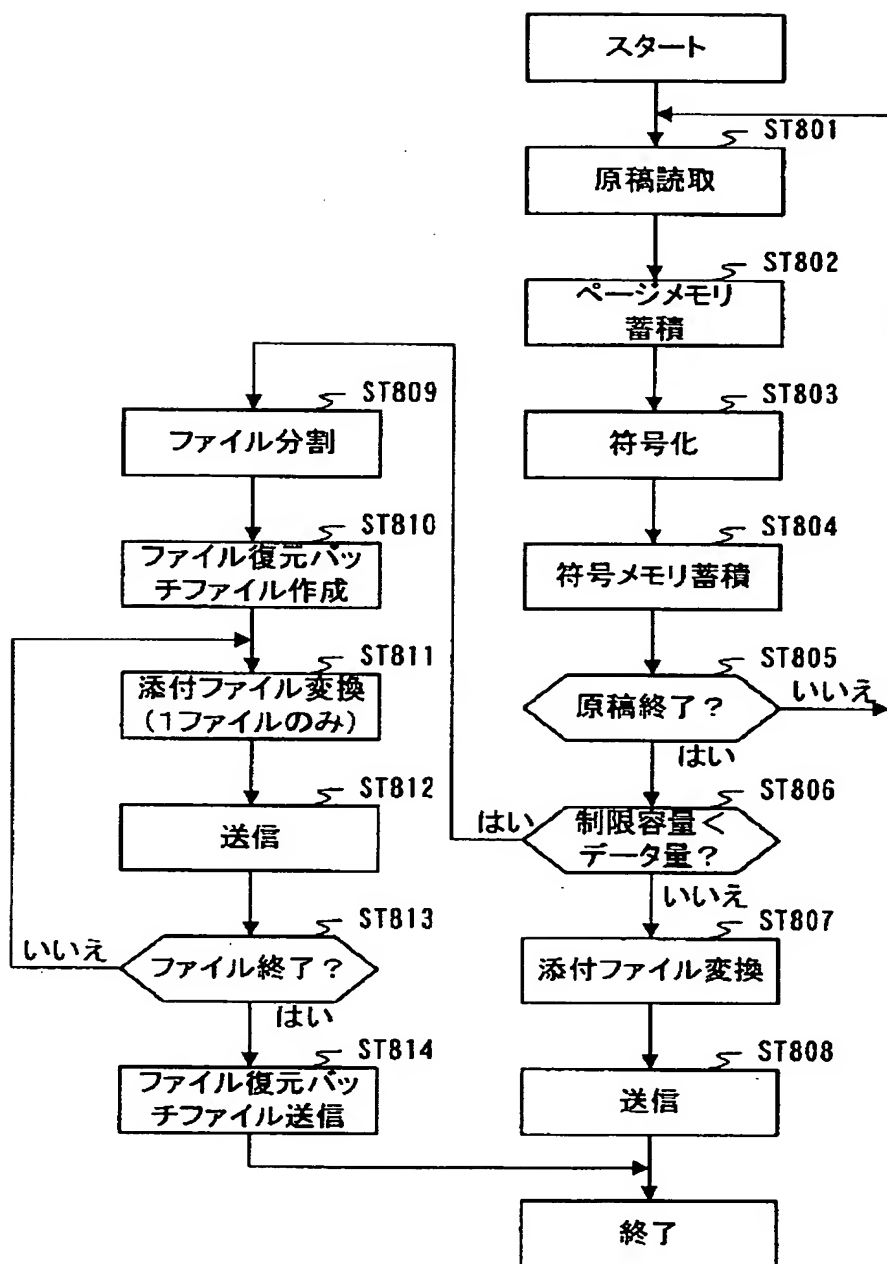 スタート
ST801
原稿読取
ST802
ページメモリ
蓄積
ST803
符号化
ST804
符号メモリ蓄積
ST805
原稿終了?
いいえ
はい
ST806
制限容量<
データ量?
はい
いいえ
ST807
添付ファイル変換
ST808
送信
終了
ST809
ファイル分割
ST810
ファイル復元バッ
チファイル作成
ST811
添付ファイル変換
(1ファイルのみ)
ST812
送信
ST813
ファイル終了?
いいえ
はい
ST814
ファイル復元バッ
チファイル送信